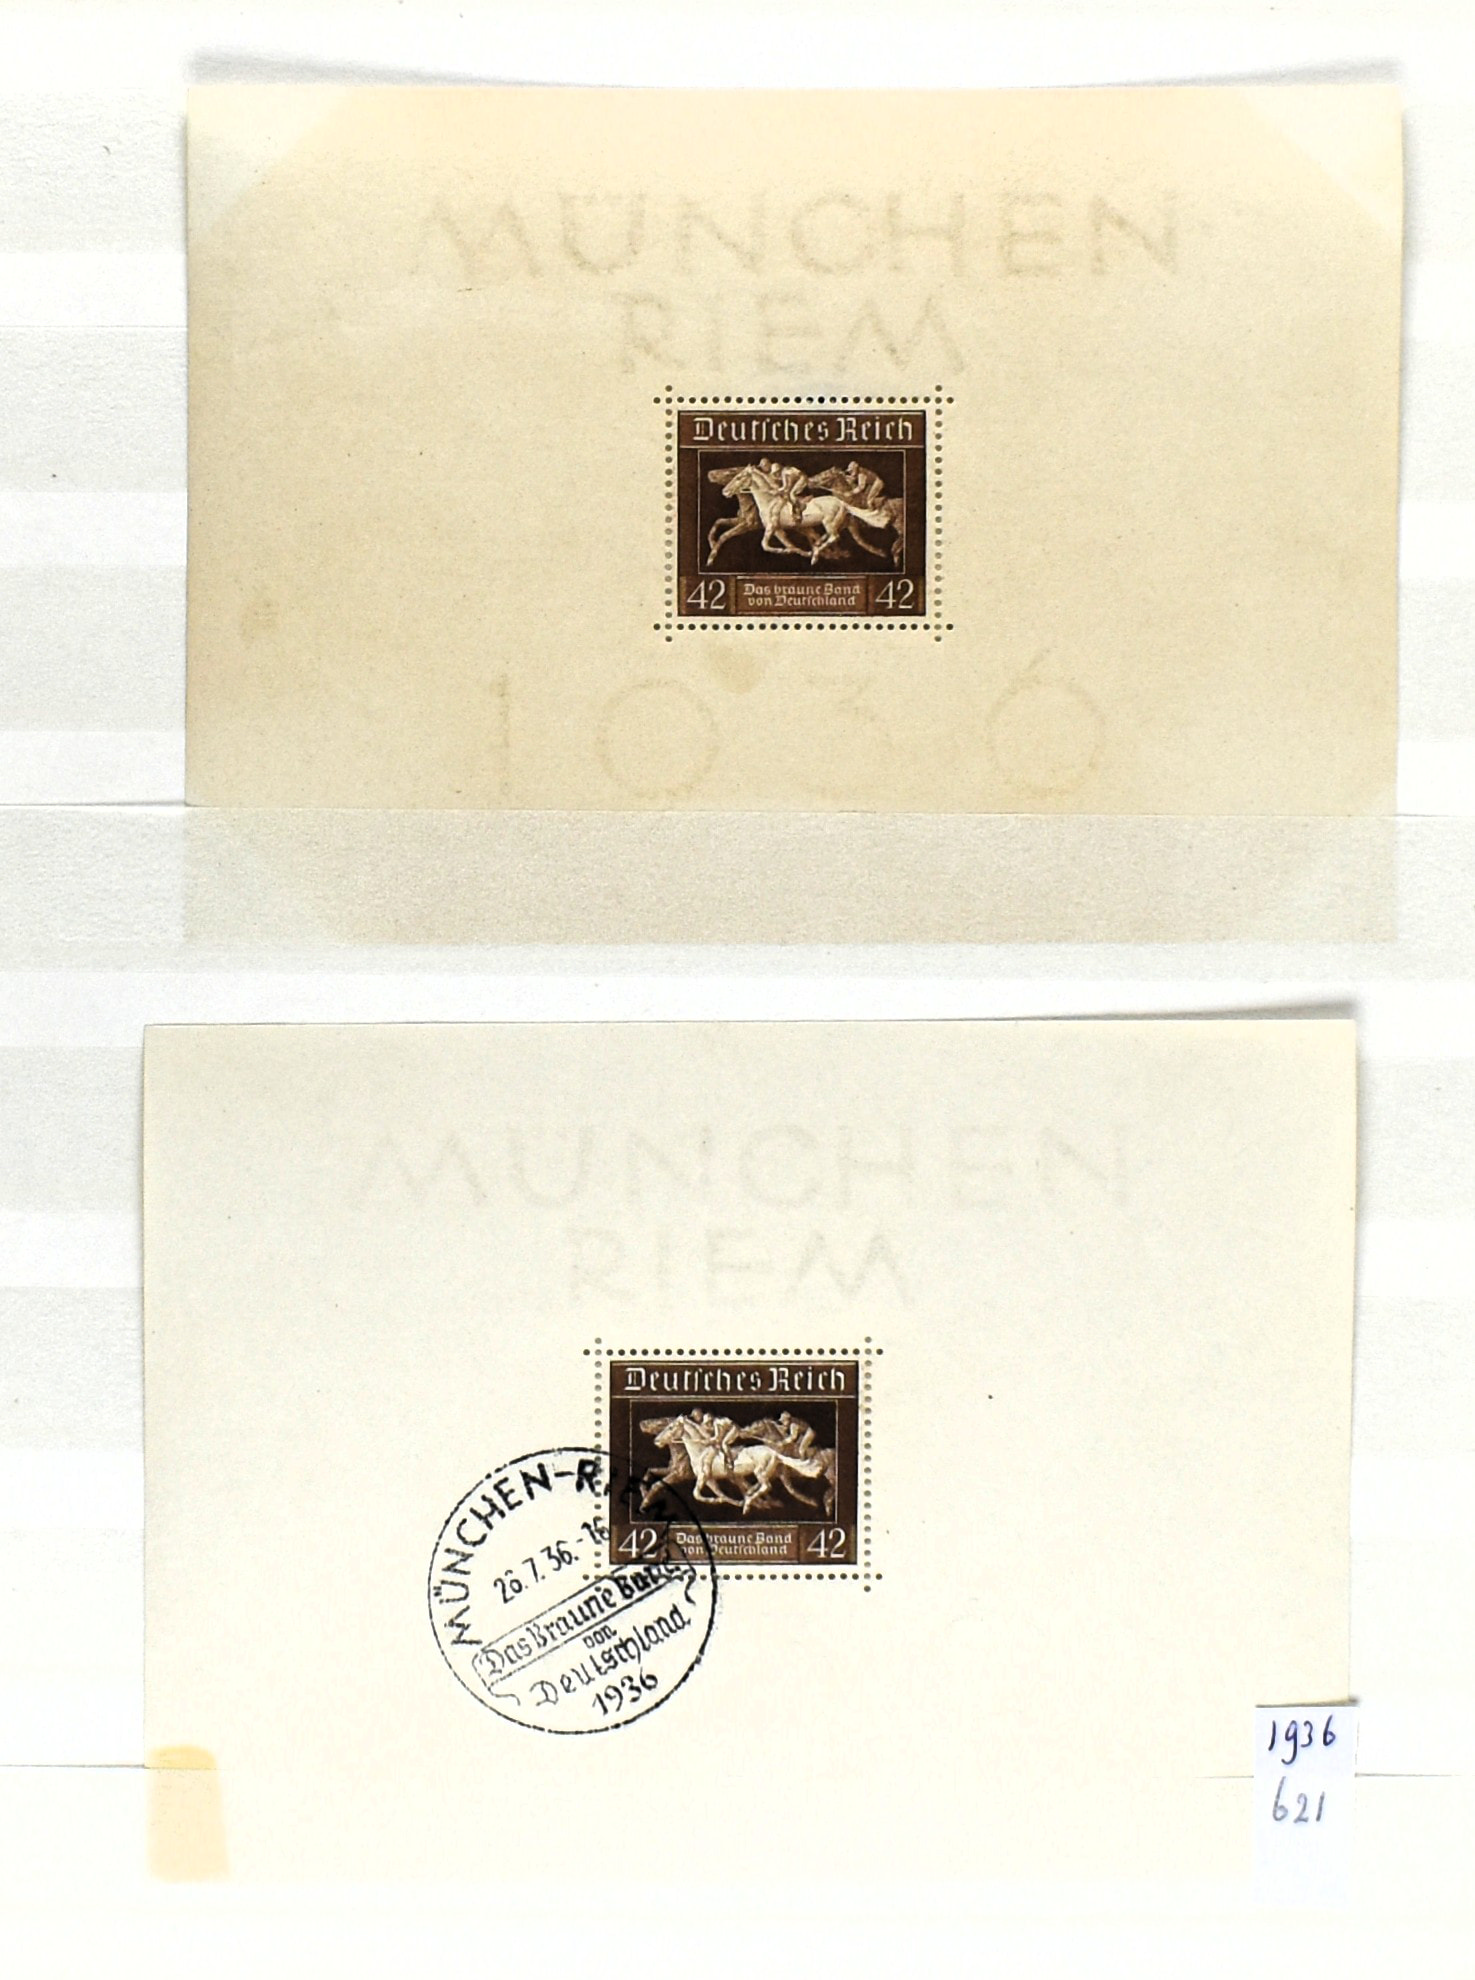 MÜNCHEN
RIEM
Deutsches Reich
42 Das braune Band 42
von Deutschland
1936
MÜNCHEN
RIEM
Deutsches Reich
42 Das braune Band 42
von Deutschland
MÜNCHEN-RIEM
26.7.36.-16
Das Braune Band
von
Deutschland
1936
1936
621